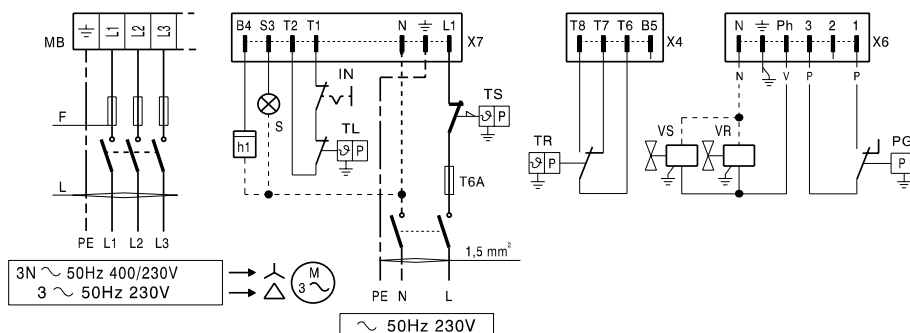 MB
L1 L2 L3
F
L
PE L1 L2 L3
3N ~ 50Hz 400/230V
3 ~ 50Hz 230V
M
3 ~
B4 S3 T2 T1 N L1
X7
h1
S
IN
TL
ϑ P
TS
ϑ P
T6A
1,5 mm²
PE N L
~ 50Hz 230V
T8 T7 T6 B5
X4
TR
ϑ P
N Ph 3 2 1
X6
N V P P
VS VR
PG
P